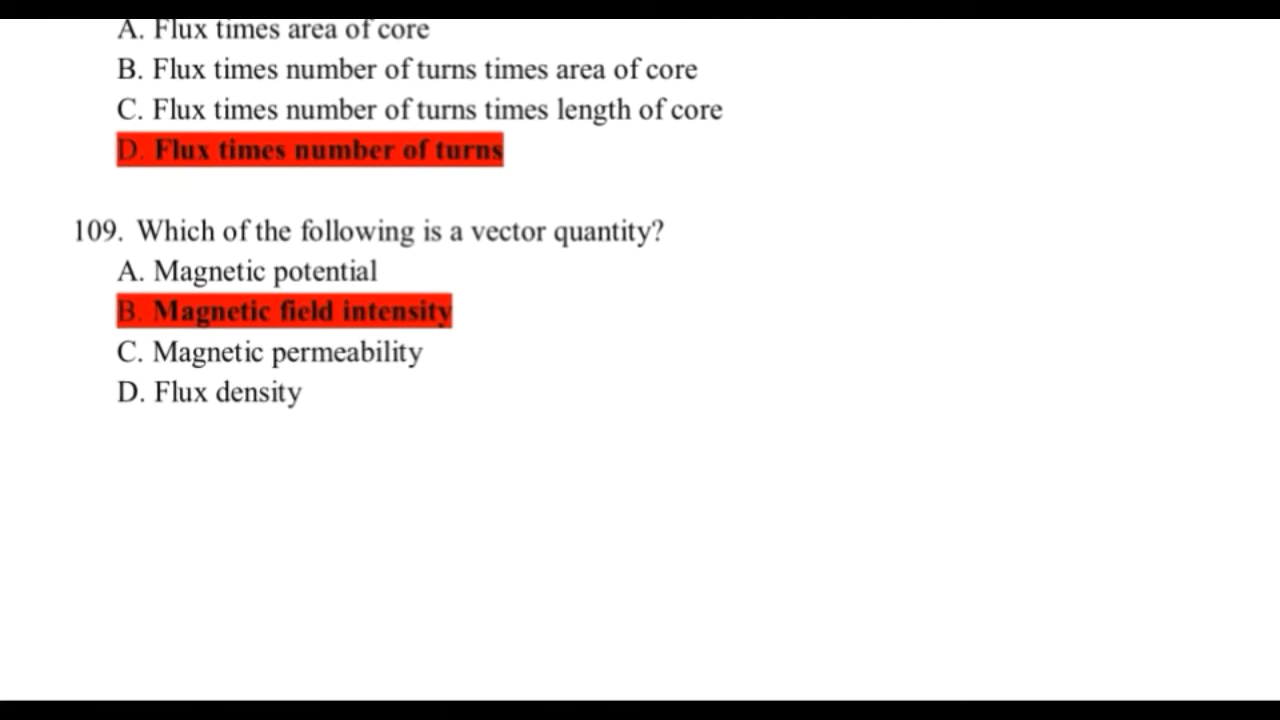 A. Flux times area of core
B. Flux times number of turns times area of core
C. Flux times number of turns times length of core
D. Flux times number of turns
109. Which of the following is a vector quantity?
A. Magnetic potential
B. Magnetic field intensity
C. Magnetic permeability
D. Flux density